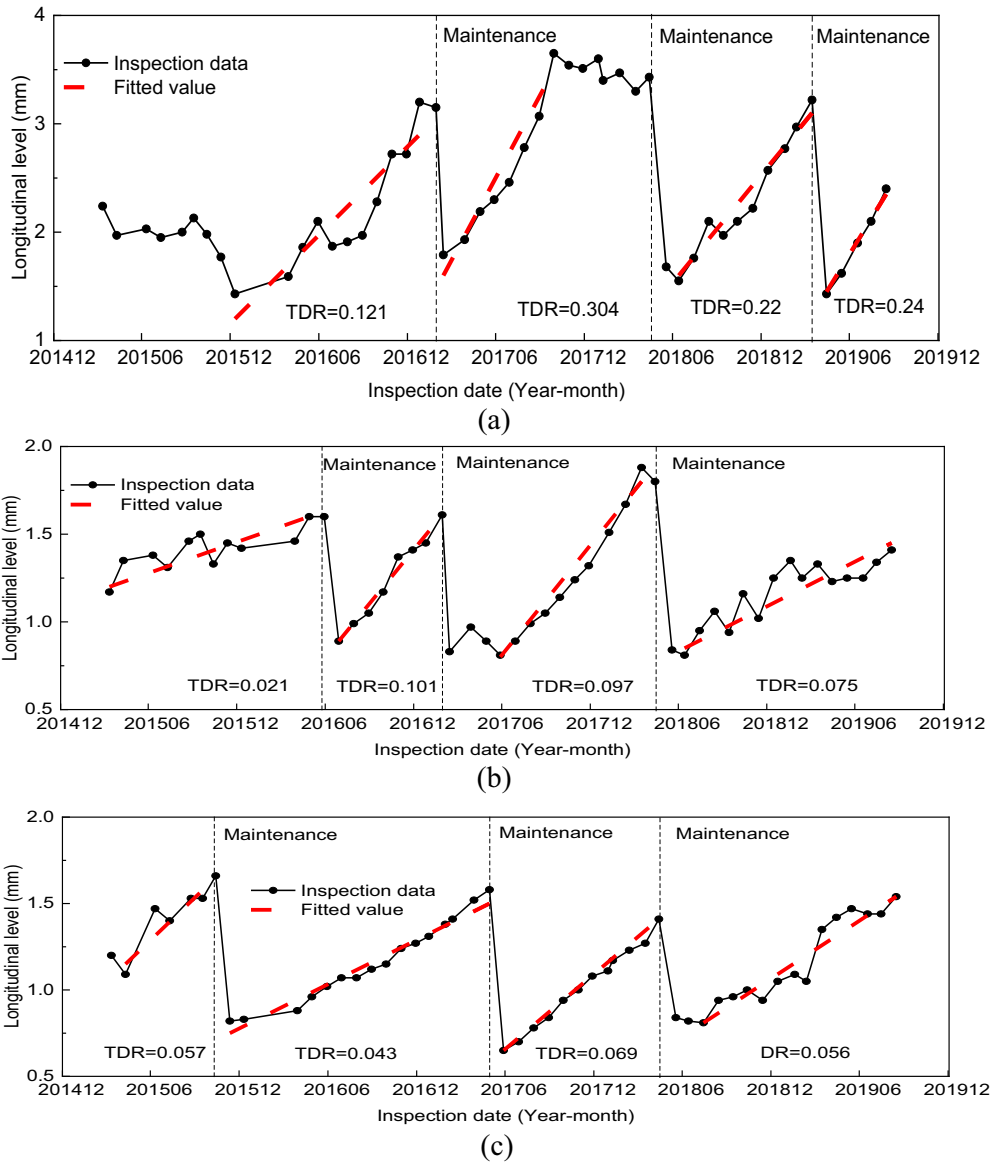 4
Maintenance
Maintenance
Maintenance
Inspection data
Fitted value
3
Longitudinal level (mm)
2
TDR=0.121
TDR=0.304
TDR=0.22
TDR=0.24
1
201412 201506 201512 201606 201612 201706 201712 201806 201812 201906 201912
Inspection date (Year-month)
(a)
2.0
Maintenance
Maintenance
Maintenance
Inspection data
Fitted value
1.5
Longitudinal level (mm)
1.0
TDR=0.021
TDR=0.101
TDR=0.097
TDR=0.075
0.5
201412 201506 201512 201606 201612 201706 201712 201806 201812 201906 201912
Inspection date (Year-month)
(b)
2.0
Maintenance
Maintenance
Maintenance
Inspection data
Fitted value
1.5
Longitudinal level (mm)
1.0
TDR=0.057
TDR=0.043
TDR=0.069
DR=0.056
0.5
201412 201506 201512 201606 201612 201706 201712 201806 201812 201906 201912
Inspection date (Year-month)
(c)